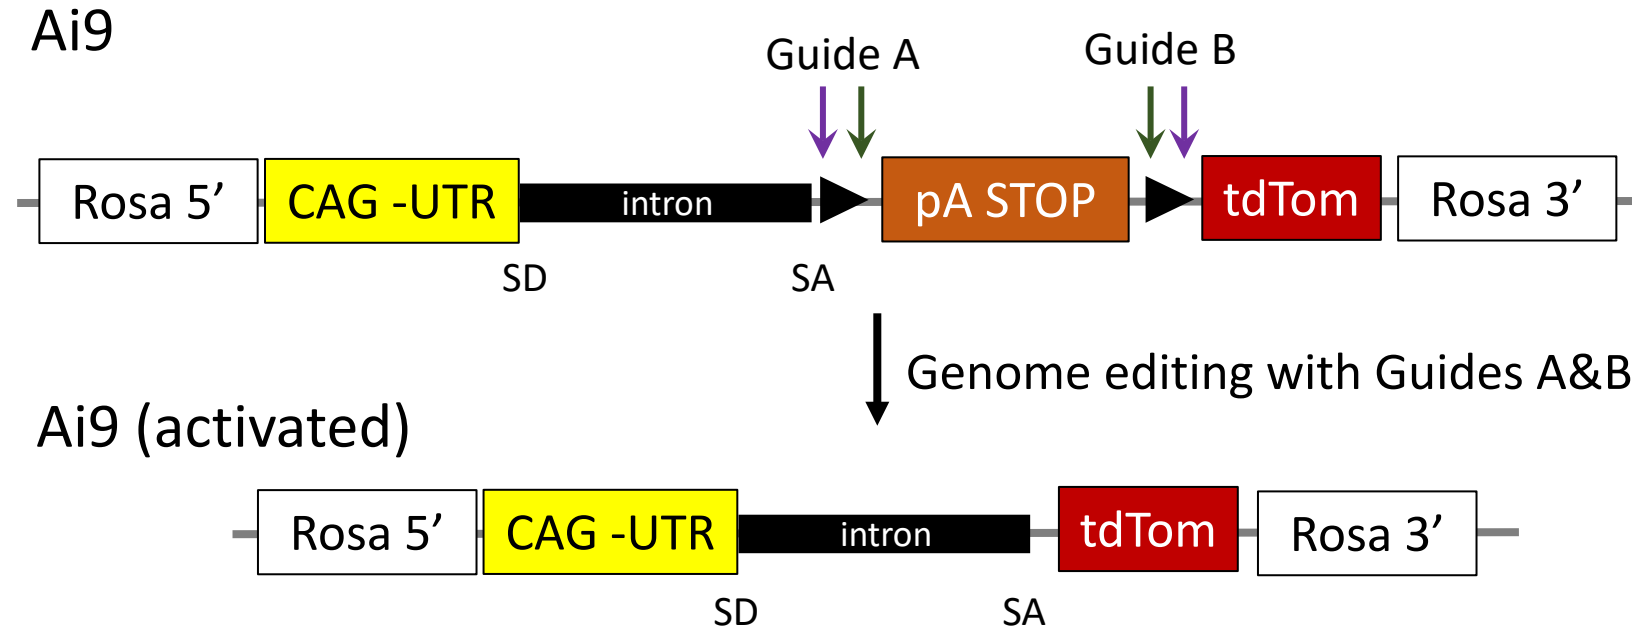 Ai9
Guide A
Guide B
Rosa 5’
CAG -UTR
intron
pA STOP
tdTom
Rosa 3’
SD
SA
Genome editing with Guides A&B
Ai9 (activated)
Rosa 5’
CAG -UTR
intron
tdTom
Rosa 3’
SD
SA